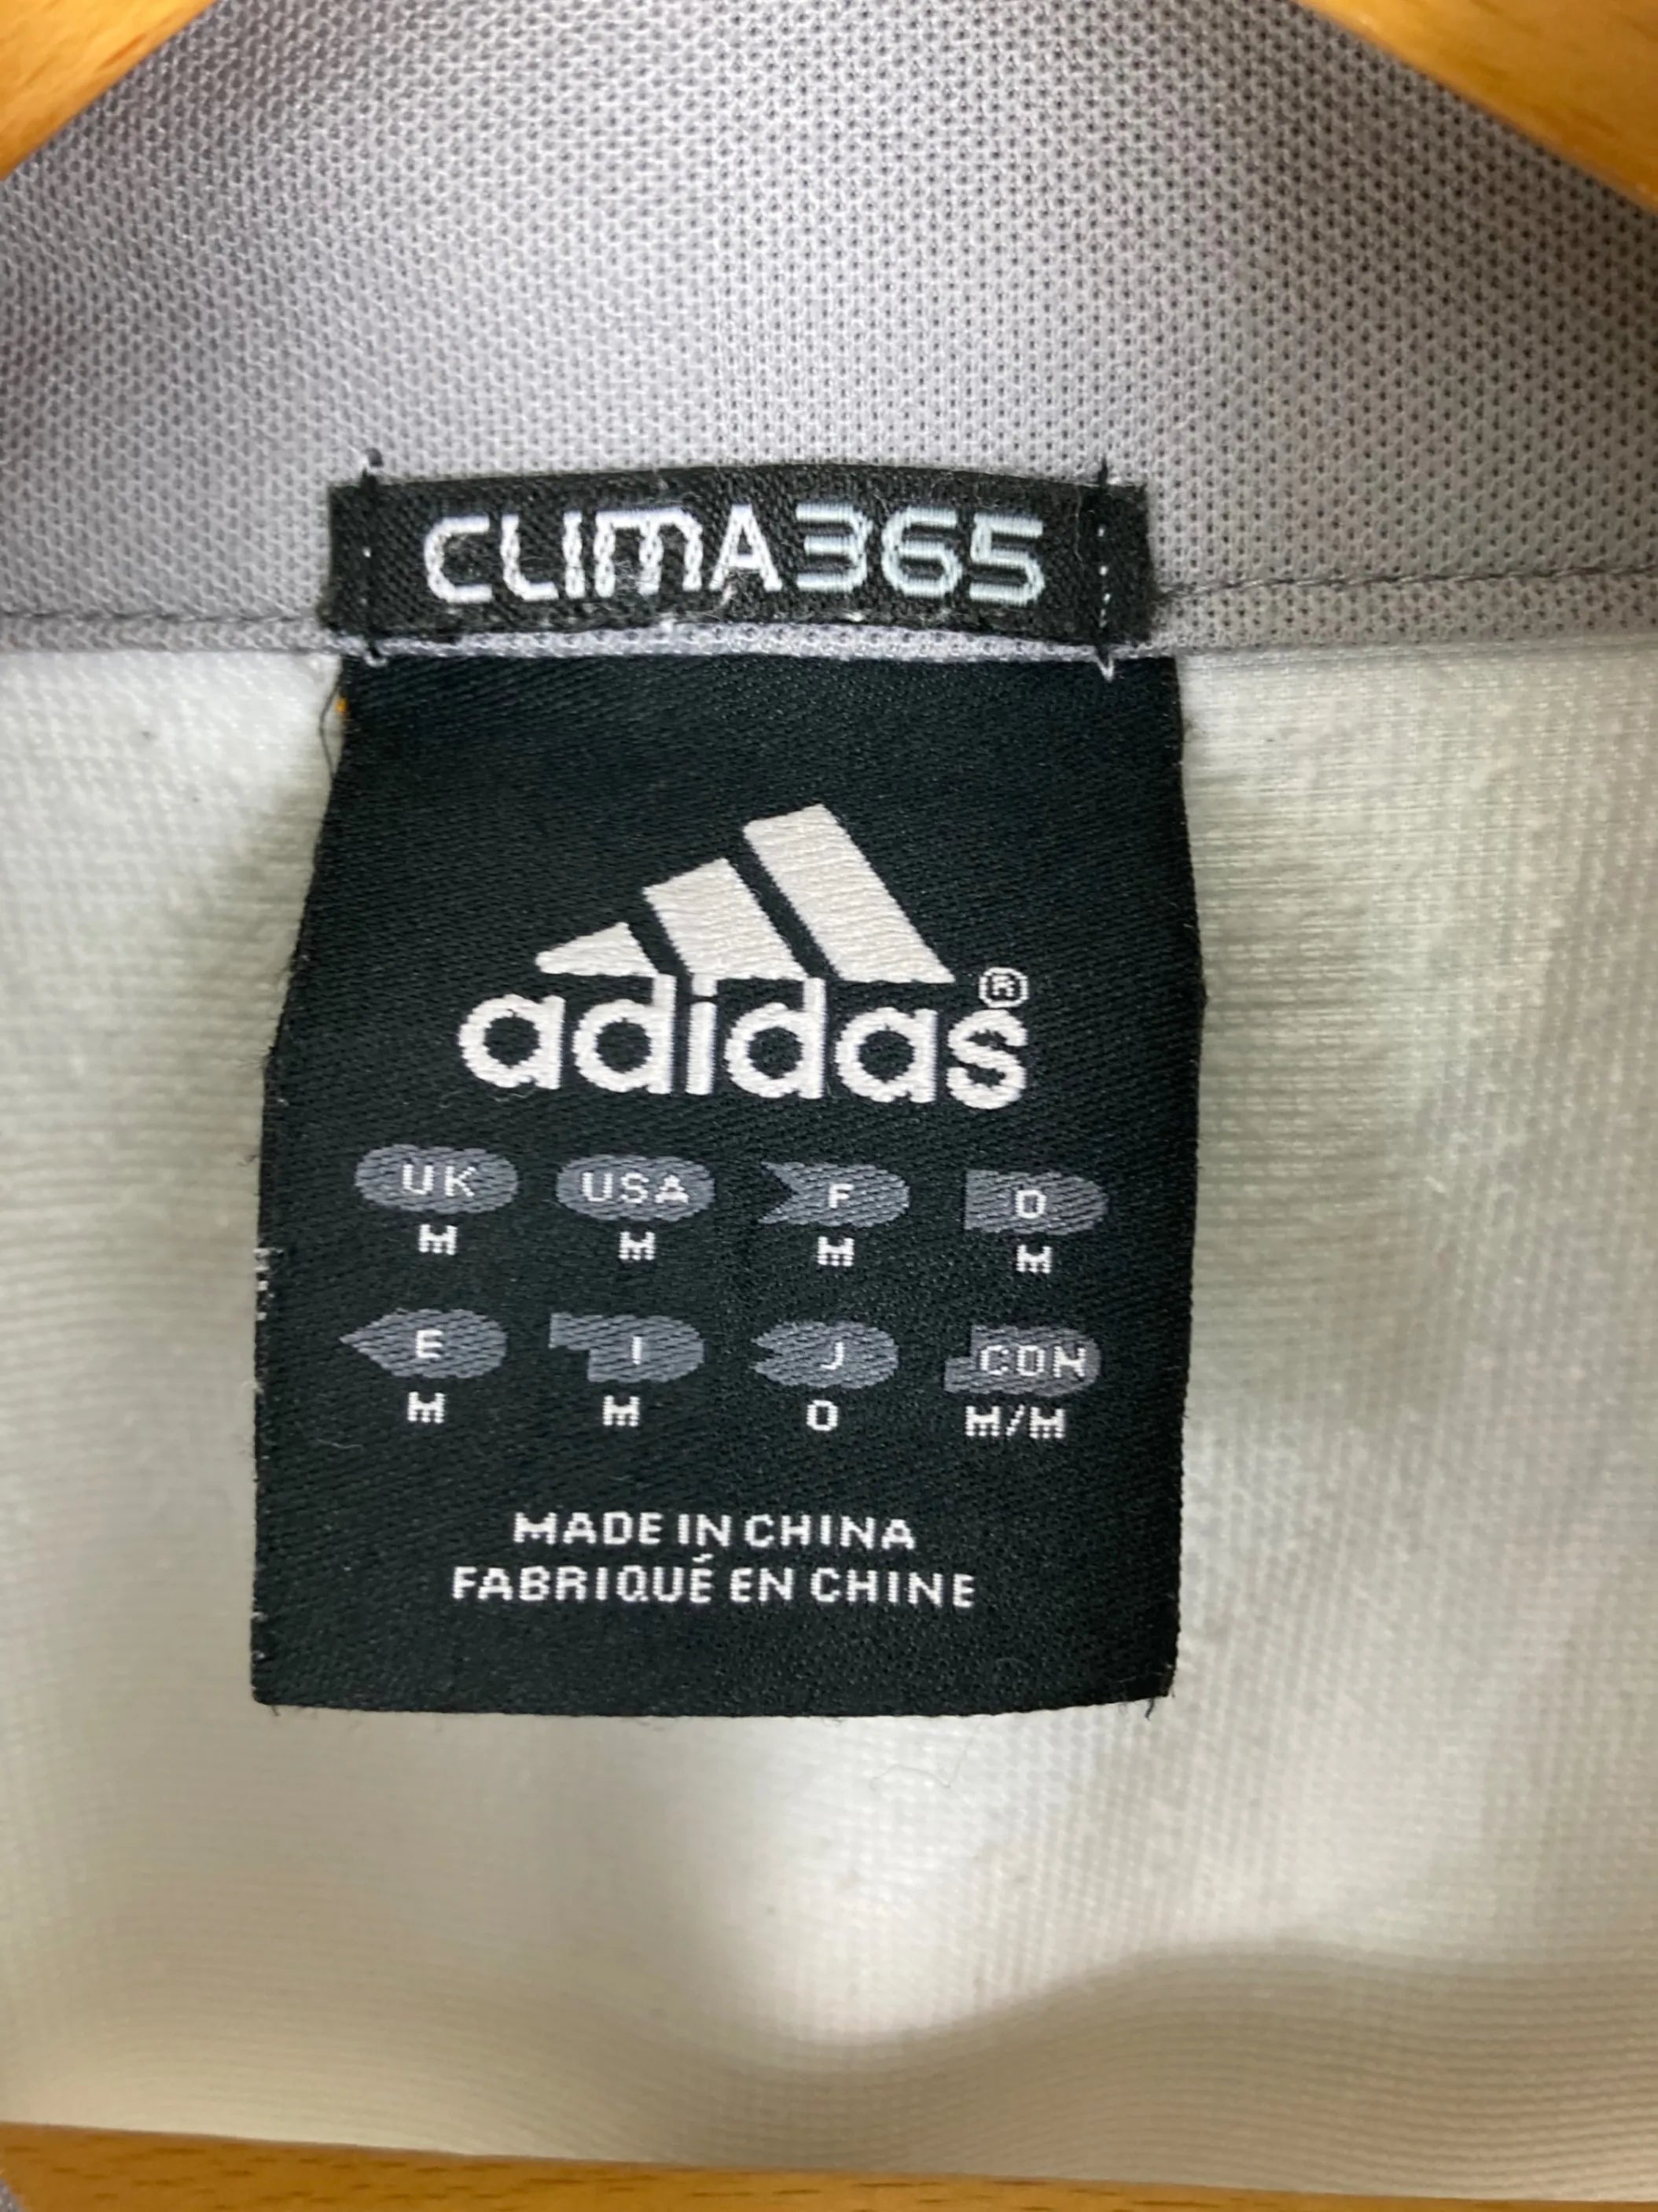 CLIMA365
adidas®
UK USA F D
M M M M
E I J CON
M M O M/M
MADE IN CHINA
FABRIQUÉ EN CHINE